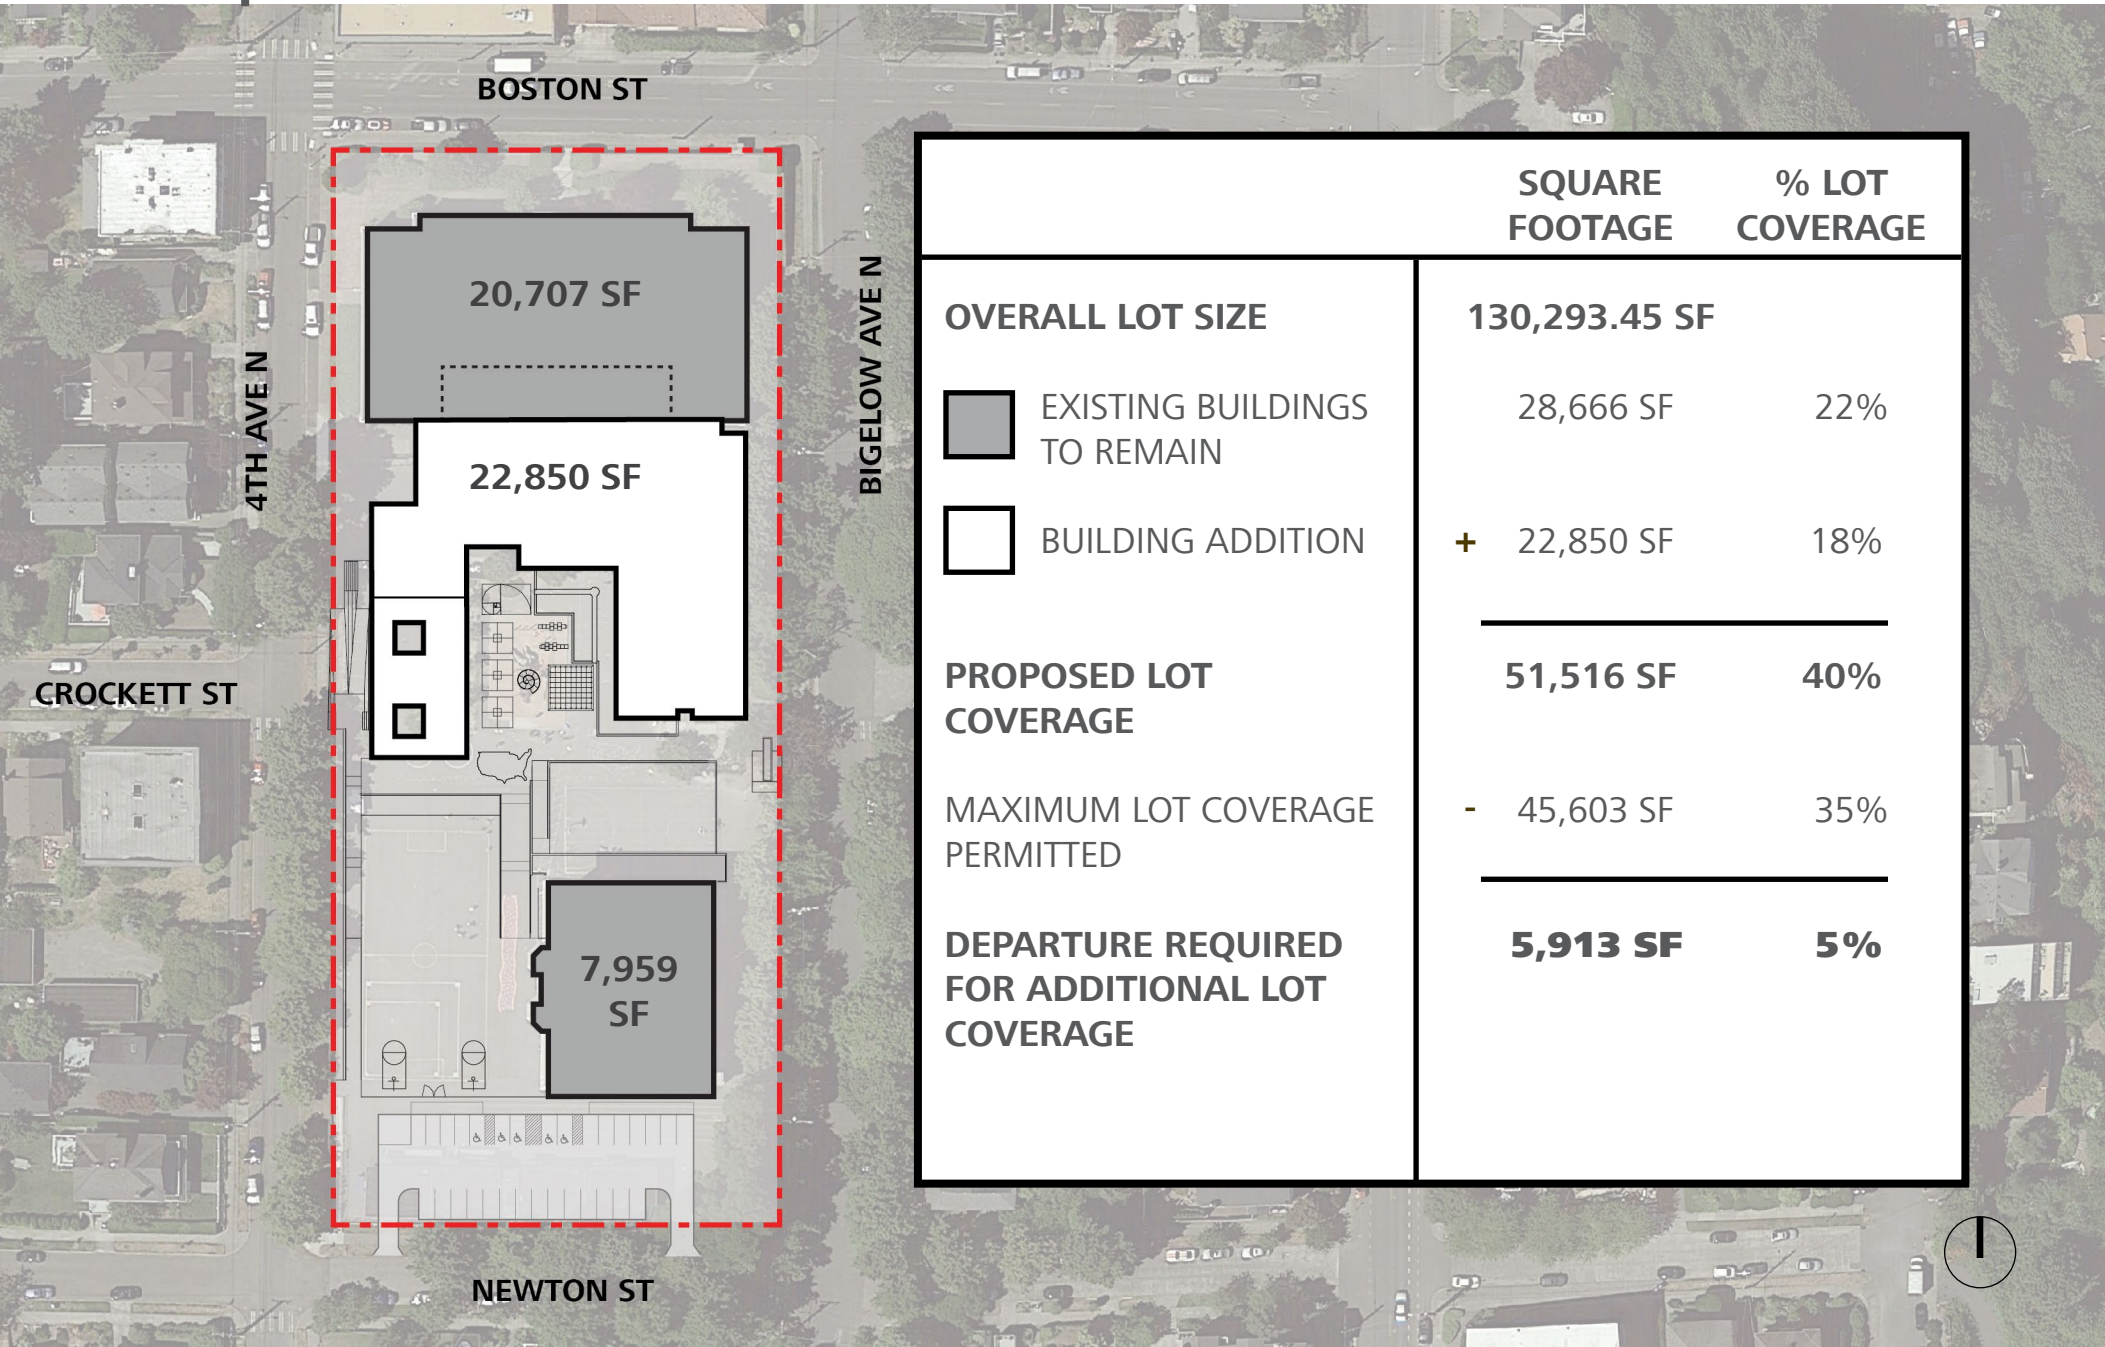 BOSTON ST
4TH AVE N
BIGELOW AVE N
CROCKETT ST
NEWTON ST
20,707 SF
22,850 SF
7,959
SF
SQUARE
FOOTAGE
% LOT
COVERAGE
OVERALL LOT SIZE
130,293.45 SF
EXISTING BUILDINGS
TO REMAIN
28,666 SF
22%
BUILDING ADDITION
+ 22,850 SF
18%
PROPOSED LOT
COVERAGE
51,516 SF
40%
MAXIMUM LOT COVERAGE
PERMITTED
- 45,603 SF
35%
DEPARTURE REQUIRED
FOR ADDITIONAL LOT
COVERAGE
5,913 SF
5%